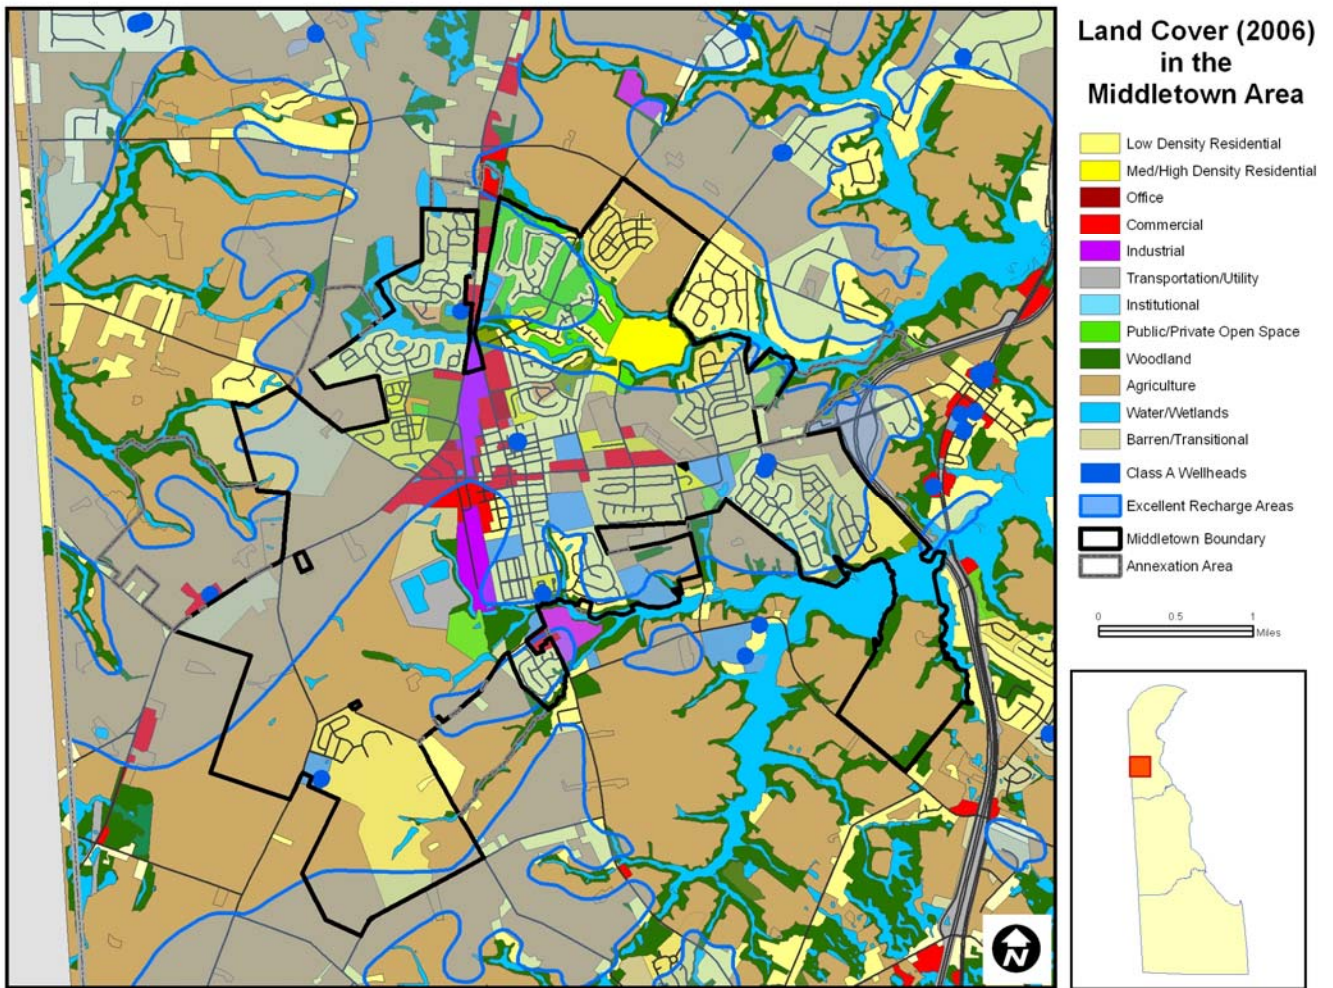 Land Cover (2006)
in the
Middletown Area
Low Density Residential
Med/High Density Residential
Office
Commercial
Industrial
Transportation/Utility
Institutional
Public/Private Open Space
Woodland
Agriculture
Water/Wetlands
Barren/Transitional
Class A Wellheads
Excellent Recharge Areas
Middletown Boundary
Annexation Area
0 0.5 1
Miles
N